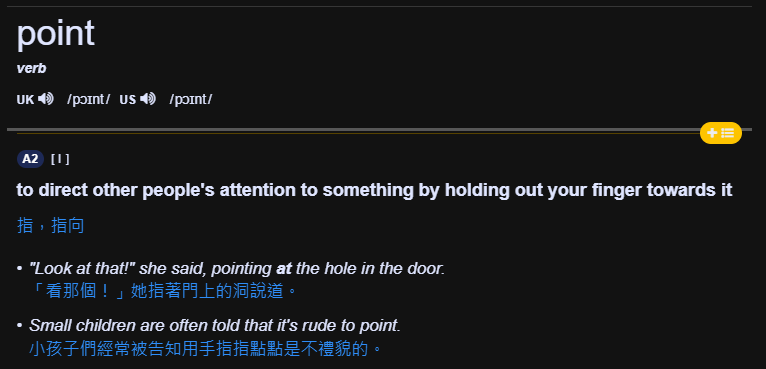 point
verb
UK /pɔɪnt/ US /pɔɪnt/
A2 [ I ]
to direct other people's attention to something by holding out your finger towards it
指，指向
• "Look at that!" she said, pointing at the hole in the door.
「看那個！」她指著門上的洞說道。
• Small children are often told that it's rude to point.
小孩子們經常被告知用手指指點點是不禮貌的。